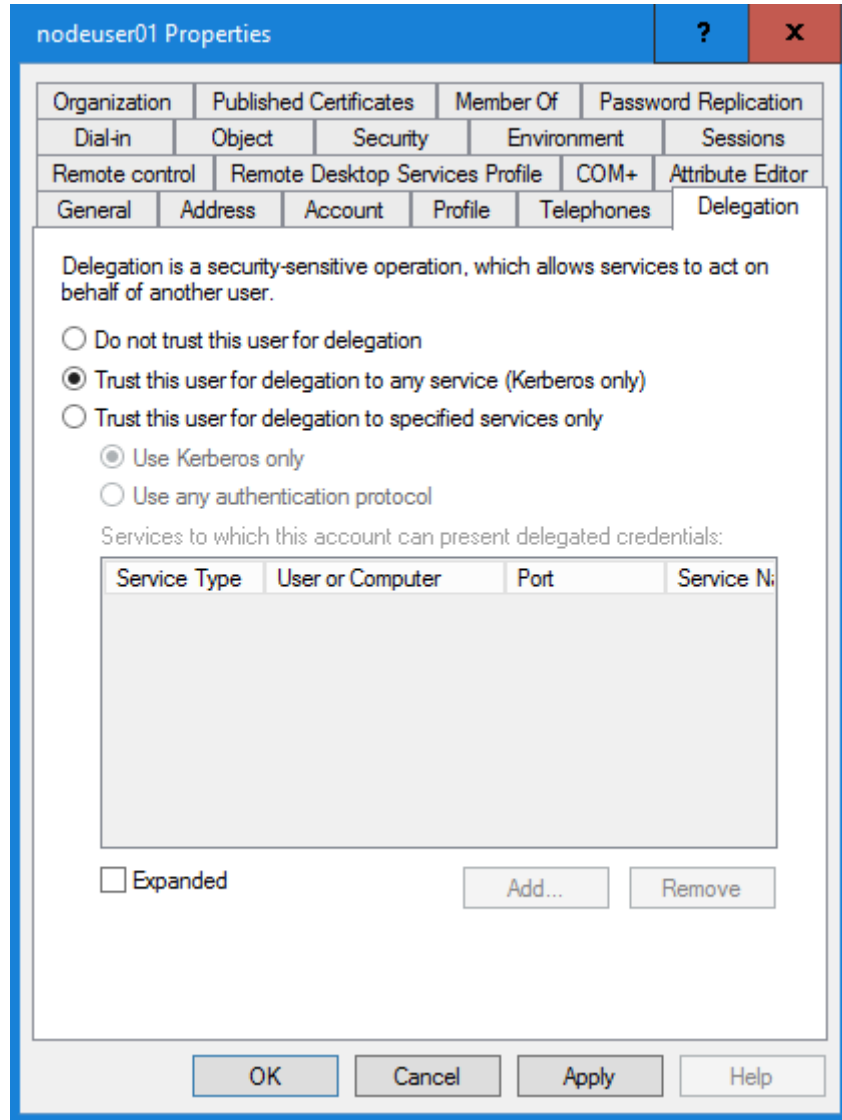 nodeuser01 Properties
?
x
Organization
Published Certificates
Member Of
Password Replication
Dial-in
Object
Security
Environment
Sessions
Remote control
Remote Desktop Services Profile
COM+
Attribute Editor
General
Address
Account
Profile
Telephones
Delegation
Delegation is a security-sensitive operation, which allows services to act on
behalf of another user.
Do not trust this user for delegation
Trust this user for delegation to any service (Kerberos only)
Trust this user for delegation to specified services only
Use Kerberos only
Use any authentication protocol
Services to which this account can present delegated credentials:
Service Type
User or Computer
Port
Service Na
Expanded
Add...
Remove
OK
Cancel
Apply
Help